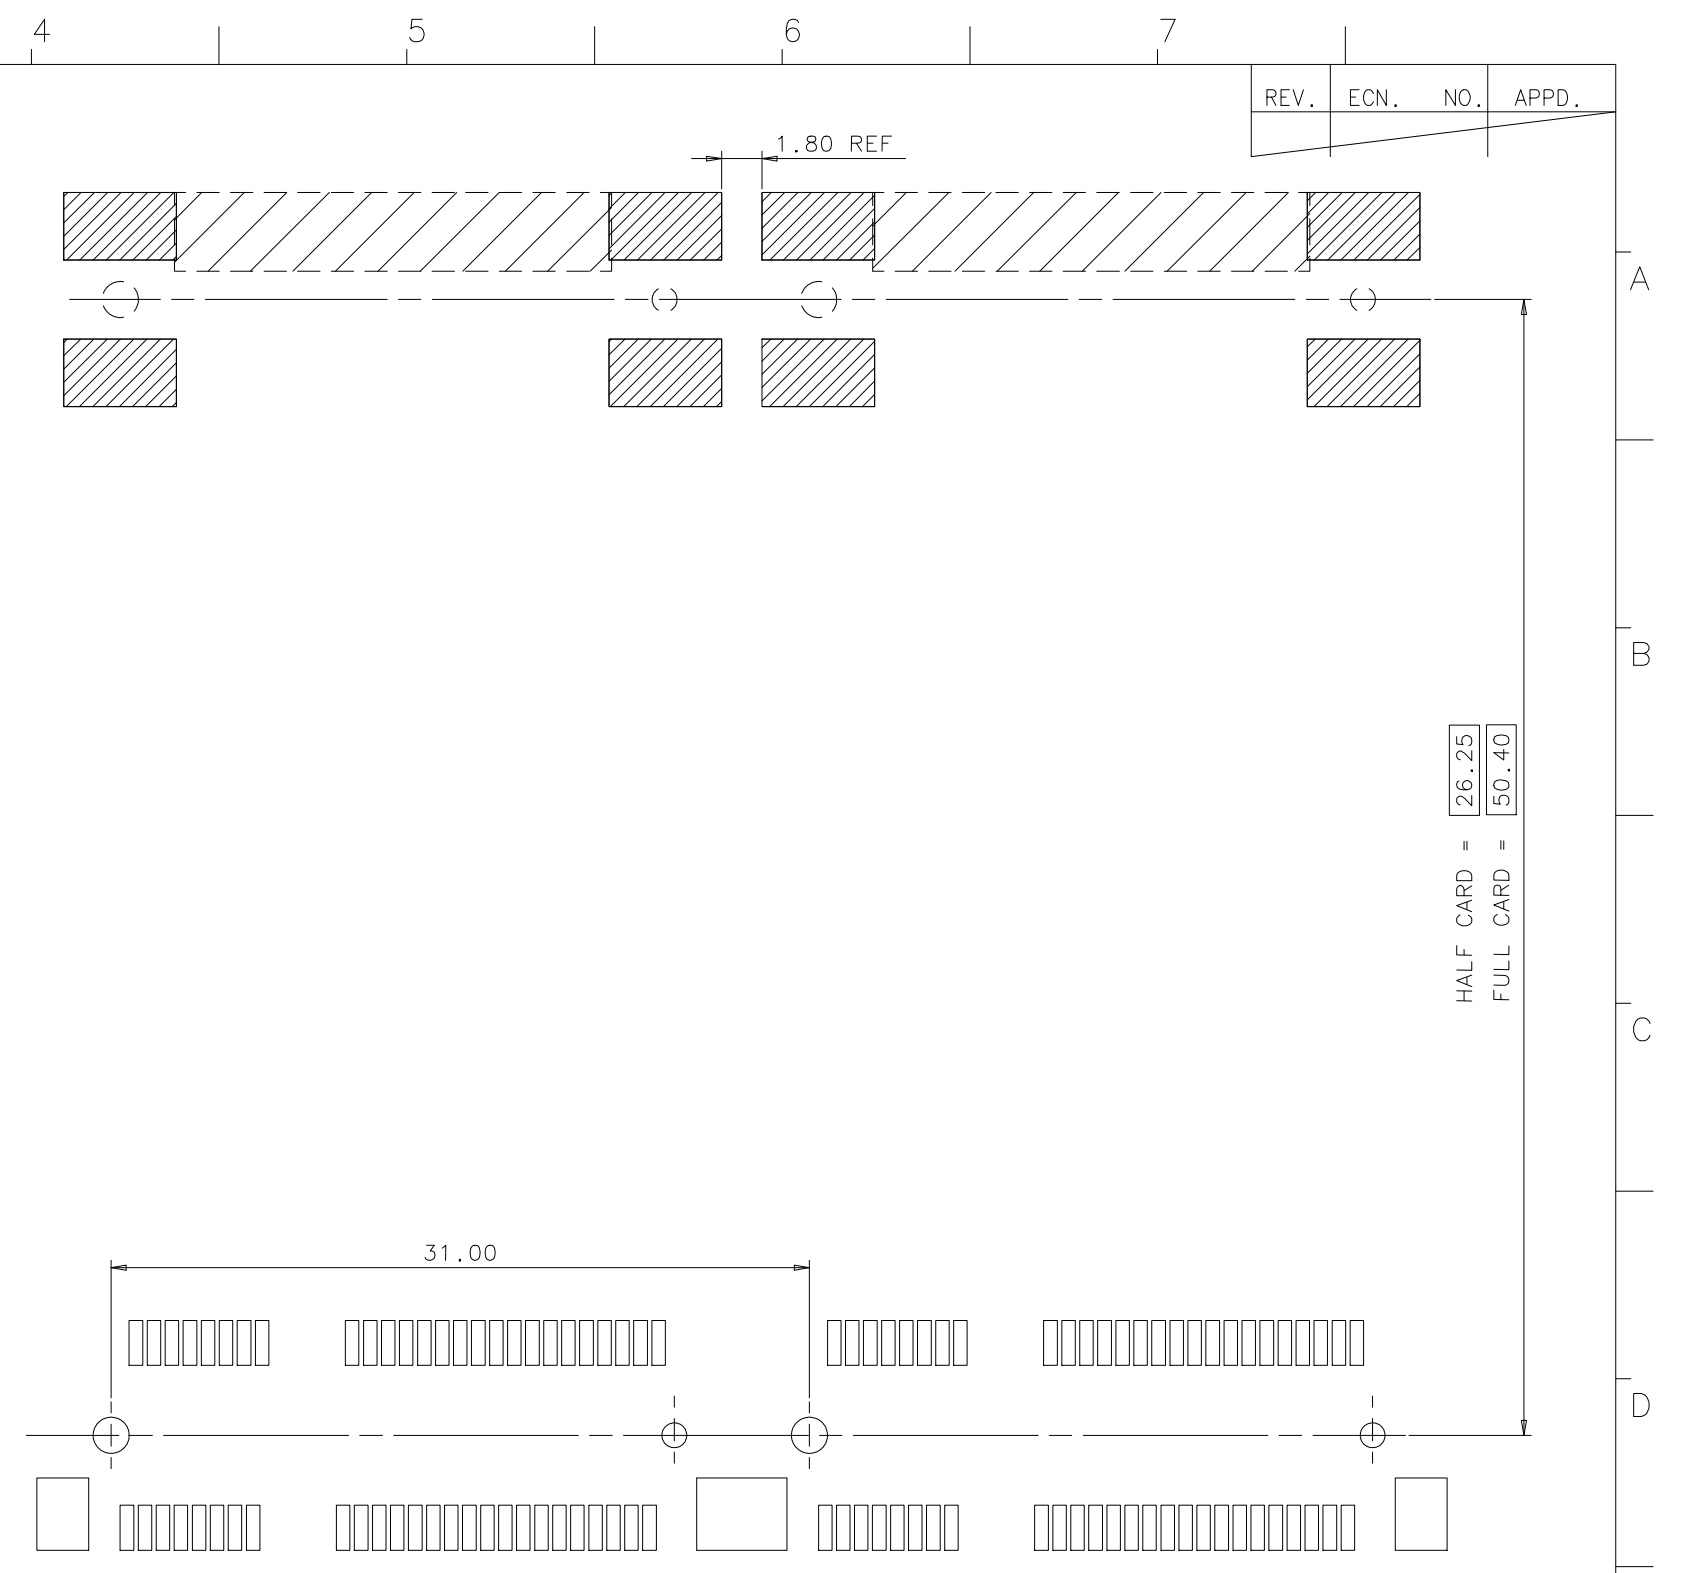 4 5 6 7
REV. ECN. NO. APPD.
1.80 REF
A
B
HALF CARD = 26.25
FULL CARD = 50.40
C
31.00
D